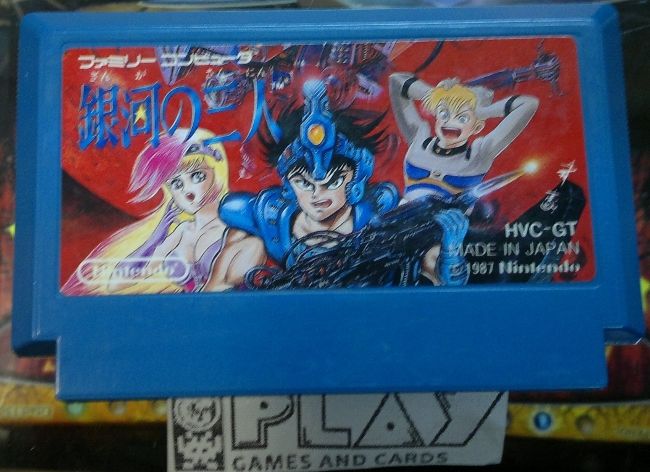 ファミリー コンピュータ
ぎん が さんにん
銀河の三人
HVC-GT
MADE IN JAPAN
©1987 Nintendo
Nintendo
PLAY
GAMES AND CARDS